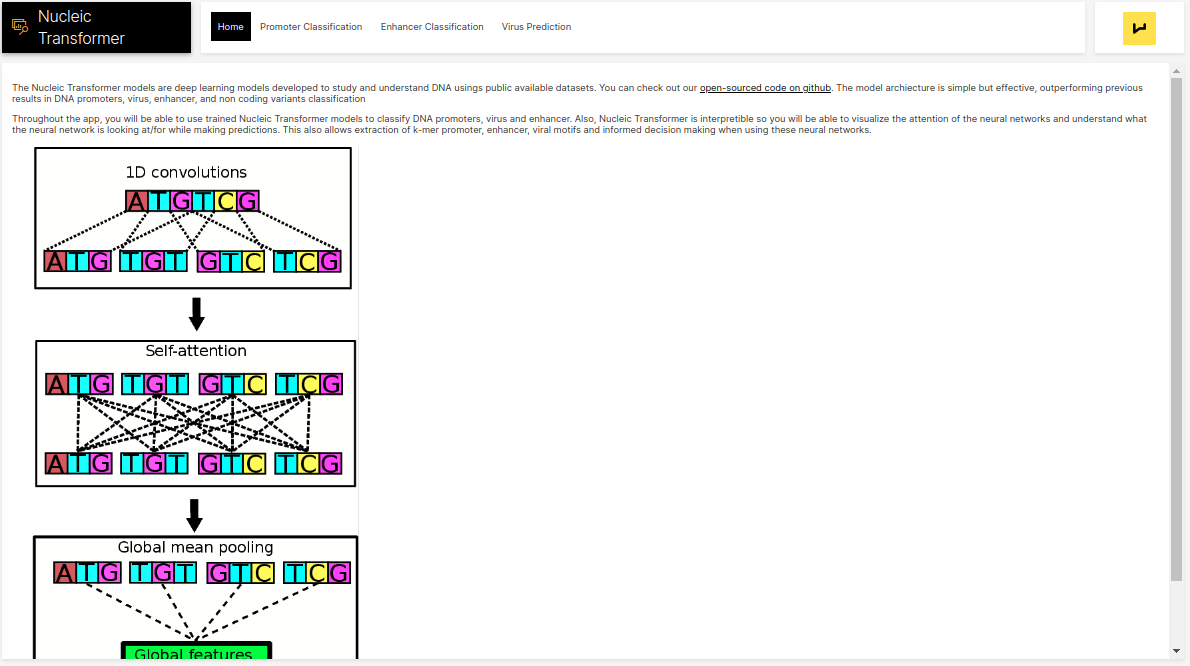 Nucleic
Transformer
Home Promoter Classification Enhancer Classification Virus Prediction
The Nucleic Transformer models are deep learning models developed to study and understand DNA usings public available datasets. You can check out our open-sourced code on github. The model archiecture is simple but effective, outperforming previous
results in DNA promoters, virus, enhancer, and non coding variants classification
Throughout the app, you will be able to use trained Nucleic Transformer models to classify DNA promoters, virus and enhancer. Also, Nucleic Transformer is interpretible so you will be able to visualize the attention of the neural networks and understand what
the neural network is looking at/for while making predictions. This also allows extraction of k-mer promoter, enhancer, viral motifs and informed decision making when using these neural networks.
1D convolutions
ATGTCG
ATG TGT GTC TCG
Self-attention
ATG TGT GTC TCG
ATG TGT GTC TCG
Global mean pooling
ATG TGT GTC TCG
Global features